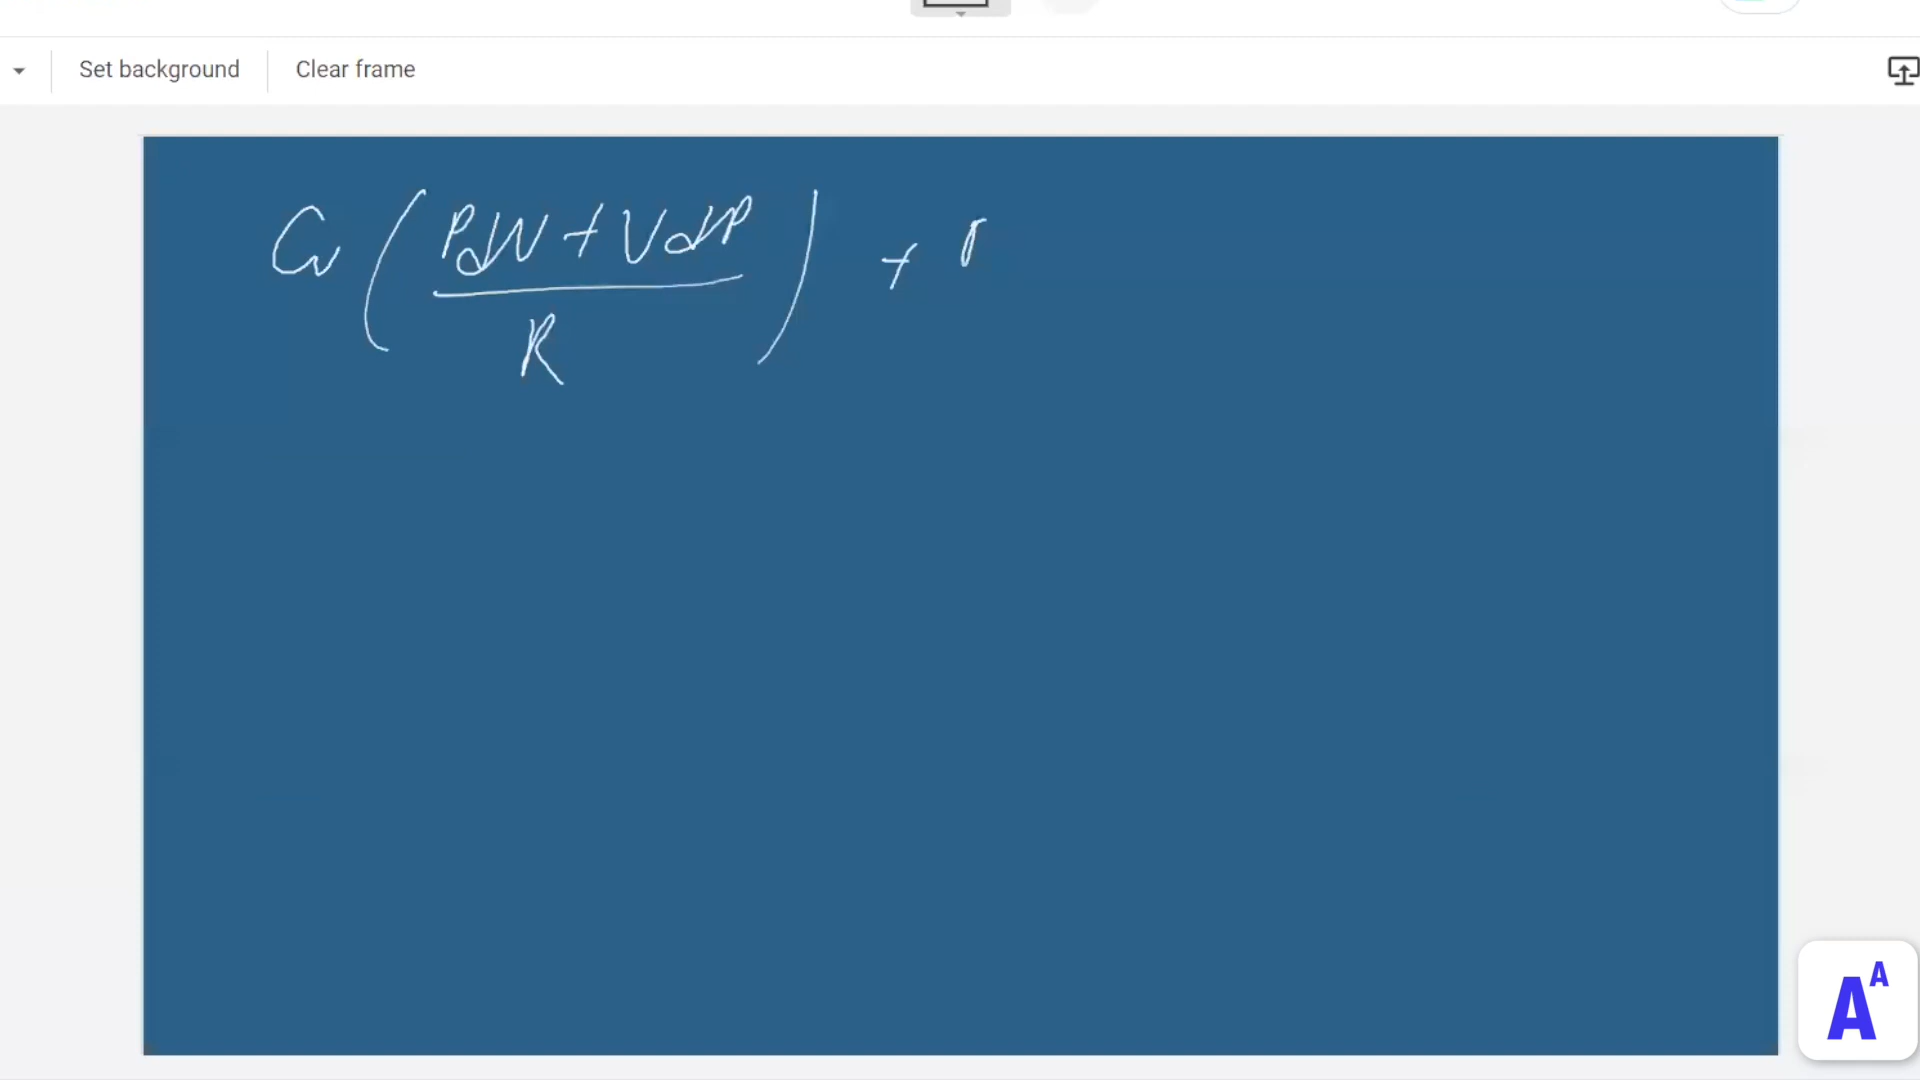 Set background Clear frame
Cv ( PdV + VdP / R ) +
A A